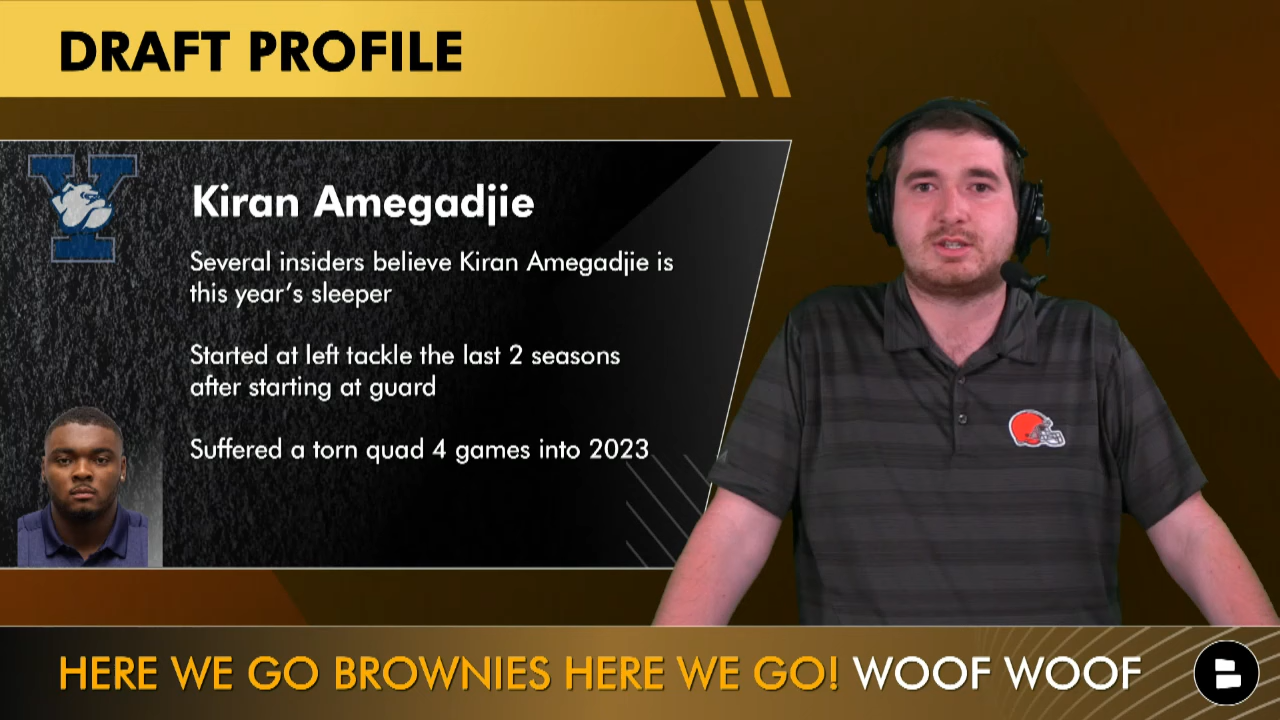 DRAFT PROFILE
Y
Kiran Amegadjie
Several insiders believe Kiran Amegadjie is
this year’s sleeper
Started at left tackle the last 2 seasons
after starting at guard
Suffered a torn quad 4 games into 2023
HERE WE GO BROWNIES HERE WE GO! WOOF WOOF